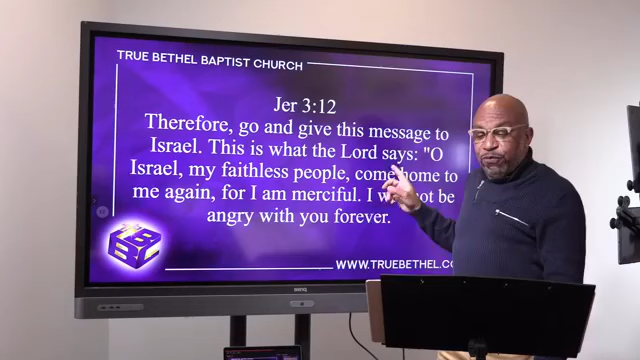 TRUE BETHEL BAPTIST CHURCH
Jer 3:12
Therefore, go and give this message to
Israel. This is what the Lord says: "O
Israel, my faithless people, come home to
me again, for I am merciful. I not be
angry with you forever.
TBBC
WWW.TRUEBETHEL.CO
BENQ